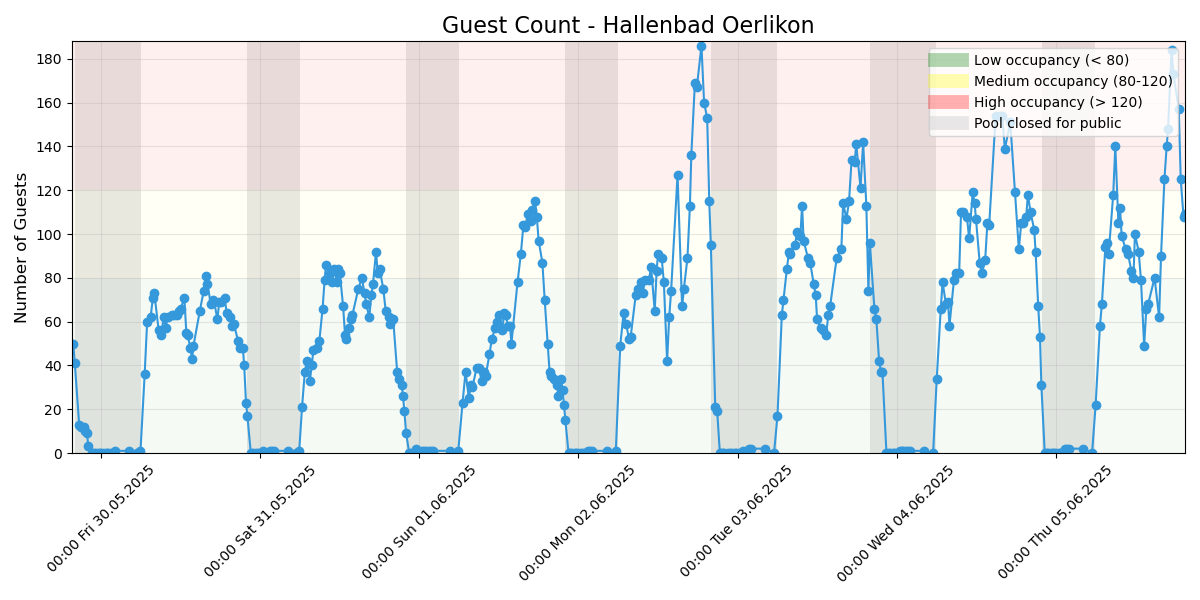 Guest Count - Hallenbad Oerlikon
Number of Guests
180
160
140
120
100
80
60
40
20
0
Low occupancy (< 80)
Medium occupancy (80-120)
High occupancy (> 120)
Pool closed for public
00:00 Fri 30.05.2025
00:00 Sat 31.05.2025
00:00 Sun 01.06.2025
00:00 Mon 02.06.2025
00:00 Tue 03.06.2025
00:00 Wed 04.06.2025
00:00 Thu 05.06.2025